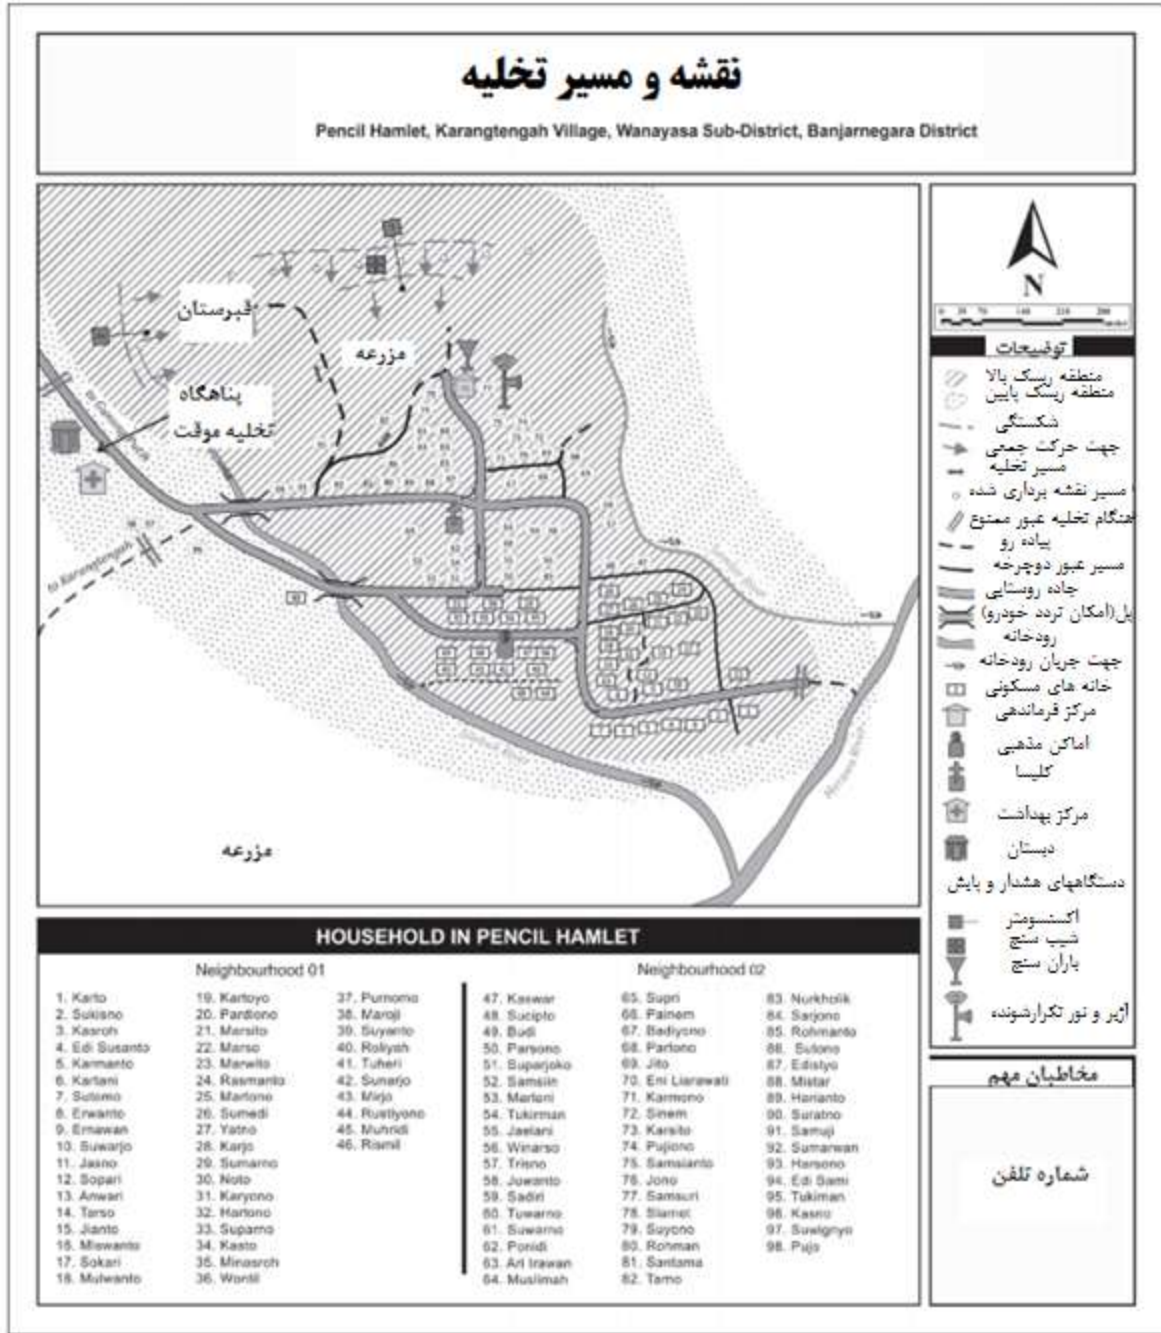 نقشه و مسیر تخلیه
Pencil Hamlet, Karangtengah Village, Wanayasa Sub-District, Banjarnegara District
قبرستان
مزرعه
پناهگاه
تخلیه موقت
to Karangtengah
مزرعه
N
توضیحات
منطقه ریسک بالا
منطقه ریسک پایین
شکستگی
جهت حرکت جمعی
مسیر تخلیه
مسیر نقشه برداری شده
هنگام تخلیه عبور ممنوع
پیاده رو
مسیر عبور دوچرخه
جاده روستایی
پل(امکان تردد خودرو)
رودخانه
جهت جریان رودخانه
خانه های مسکونی
مرکز فرماندهی
اماکن مذهبی
کلیسا
مرکز بهداشت
دبستان
دستگاههای هشدار و پایش
اکستنسومتر
شیب سنج
باران سنج
آژیر و نور تکرارشونده
مخاطبان مهم
شماره تلفن
HOUSEHOLD IN PENCIL HAMLET
Neighbourhood 01
1. Karto
2. Sukisno
3. Kasroh
4. Edi Susanto
5. Karmanto
6. Kartani
7. Sutomo
8. Erwanto
9. Ernawan
10. Suwarjo
11. Jasno
12. Sopari
13. Anwari
14. Tarso
15. Jianto
16. Miswanto
17. Sokari
18. Mulwanto
19. Kartoyo
20. Pardiono
21. Marsito
22. Marso
23. Marwito
24. Rasmanto
25. Martono
26. Sumedi
27. Yatno
28. Karjo
29. Sumarno
30. Noto
31. Karyono
32. Hartono
33. Suparno
34. Kasto
35. Minasroh
36. Wontil
37. Purnomo
38. Maroji
39. Suyanto
40. Roliyah
41. Tuheri
42. Sunarjo
43. Mirjo
44. Rustiyono
45. Muhridi
46. Rismil
Neighbourhood 02
47. Kaswar
48. Sucipto
49. Budi
50. Parsono
51. Suparjoko
52. Samsiin
53. Marleni
54. Tukirman
55. Jaelani
56. Winarso
57. Trisno
58. Juwanto
59. Sadiri
60. Tuwarno
61. Suwarno
62. Ponidi
63. Ari Irawan
64. Muslimah
65. Supri
66. Painem
67. Badiyono
68. Partono
69. Jito
70. Eni Liarawati
71. Karmono
72. Sinem
73. Karsito
74. Pujiono
75. Samsianto
76. Jono
77. Samsuri
78. Slamet
79. Suyono
80. Rohman
81. Santama
82. Tarno
83. Nurkholik
84. Sarjono
85. Rohmanto
86. Sutono
87. Edistyo
88. Mistar
89. Harianto
90. Suratno
91. Samuji
92. Sumarwan
93. Harsono
94. Edi Sami
95. Tukiman
96. Kasno
97. Suwignyo
98. Pujo